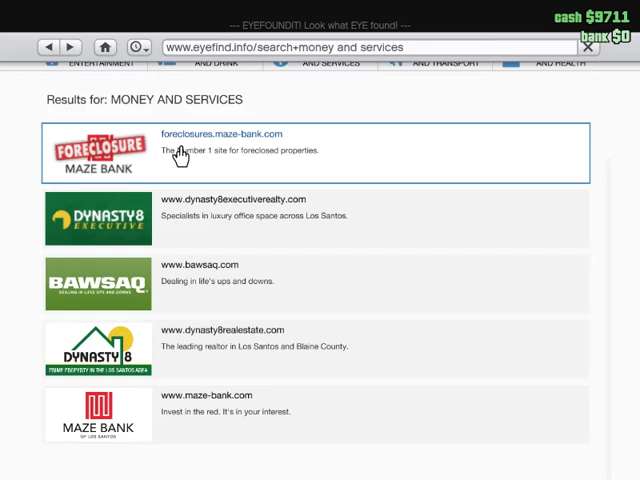 cash $9711
--- EYEFOUNDIT! Look what EYE found! ---
bank $0
www.eyefind.info/search+money and services
ENTERTAINMENT
AND DRINK
AND SERVICES
AND TRANSPORT
AND HEALTH
Results for: MONEY AND SERVICES
FORECLOSURE
MAZE BANK
foreclosures.maze-bank.com
The number 1 site for foreclosed properties.
DYNASTY8
EXECUTIVE
www.dynasty8executiverealty.com
Specialists in luxury office space across Los Santos.
BAWSAQ
DEALING IN LIFE'S UPS AND DOWNS
www.bawsaq.com
Dealing in life's ups and downs.
DYNASTY 8
PRIME PROPERTY IN THE LOS SANTOS AREA
www.dynasty8realestate.com
The leading realtor in Los Santos and Blaine County.
MAZE BANK
OF LOS SANTOS
www.maze-bank.com
Invest in the red. It's in your interest.